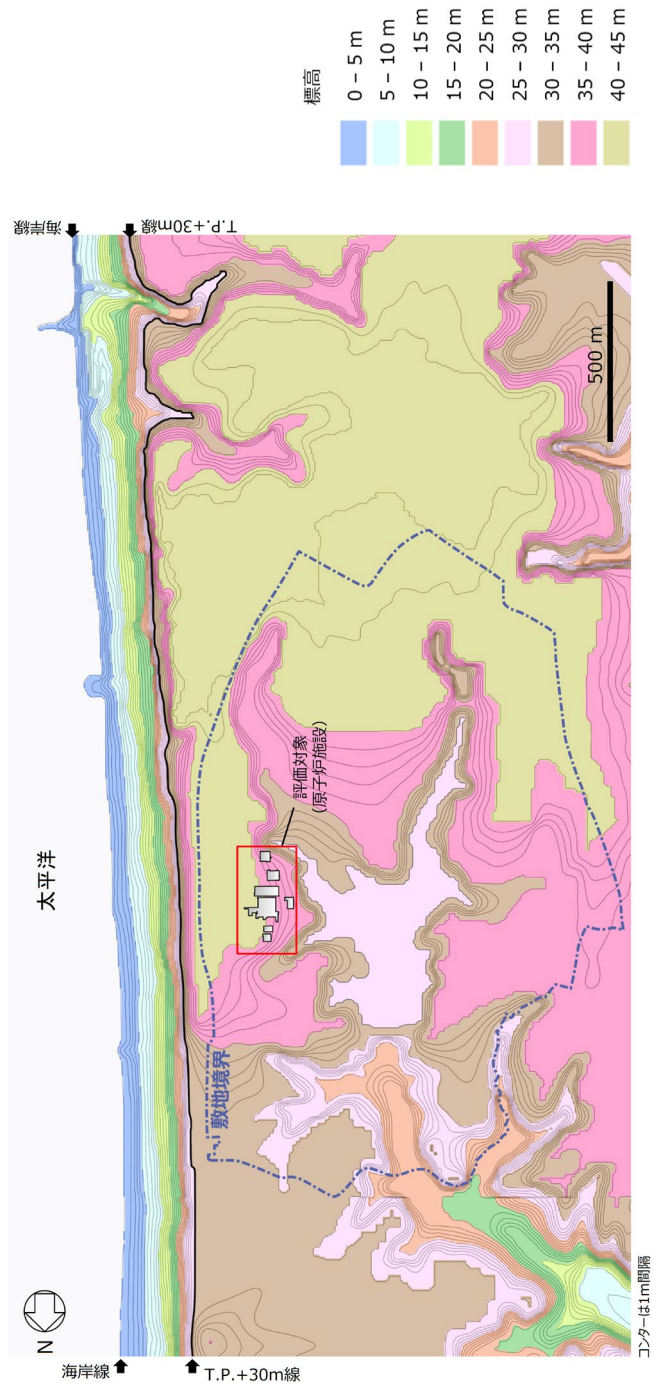 標高
0 – 5 m
5 – 10 m
10 – 15 m
15 – 20 m
20 – 25 m
25 – 30 m
30 – 35 m
35 – 40 m
40 – 45 m
海岸線
T.P.+30m線
500 m
評価対象
(原子炉施設)
太平洋
敷地境界
N
海岸線
T.P.+30m線
コンターは1m間隔